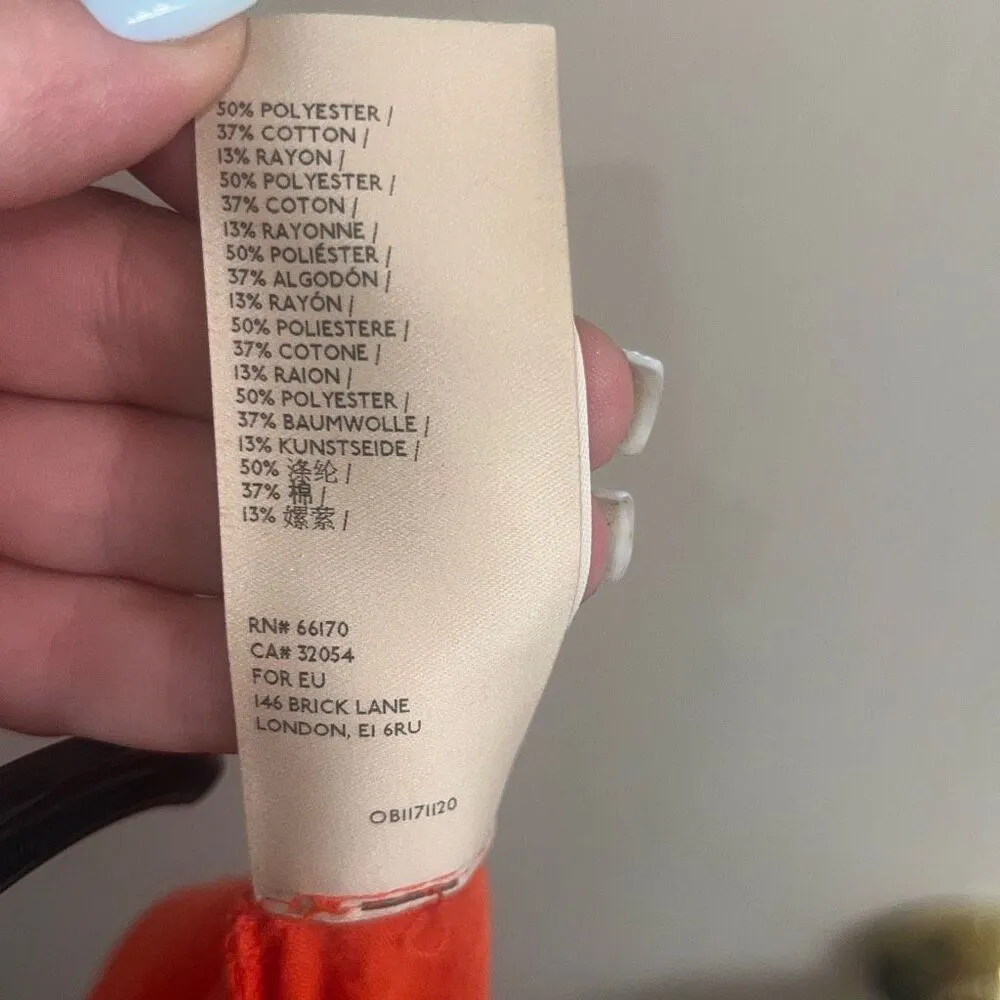 50% POLYESTER /
37% COTTON /
13% RAYON /
50% POLYESTER /
37% COTON /
13% RAYONNE /
50% POLIÉSTER /
37% ALGODÓN /
13% RAYÓN /
50% POLIESTERE /
37% COTONE /
13% RAION /
50% POLYESTER /
37% BAUMWOLLE /
13% KUNSTSEIDE /
50% 涤纶 /
37% 棉 /
13% 嫘萦 /
RN# 66170
CA# 32054
FOR EU
146 BRICK LANE
LONDON, E1 6RU
OB1171120